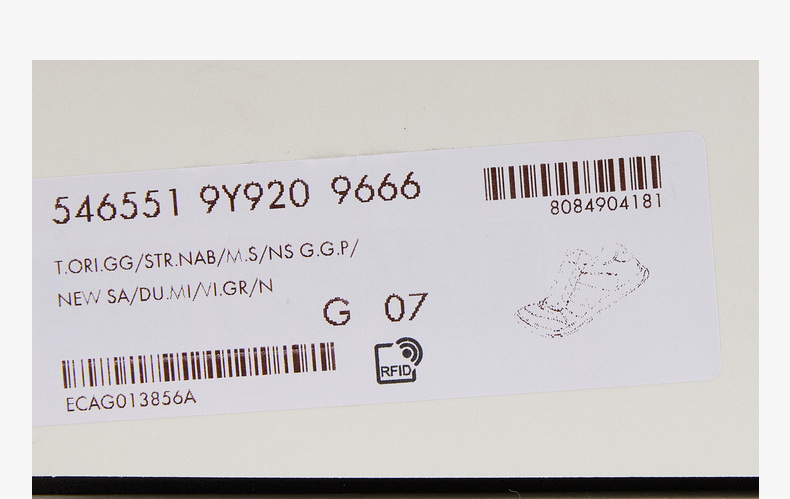 546551 9Y920 9666
8084904181
T.ORI.GG/STR.NAB/M.S/NS G.G.P/
NEW SA/DU.MI/VI.GR/N
G 07
RFID
ECAG013856A